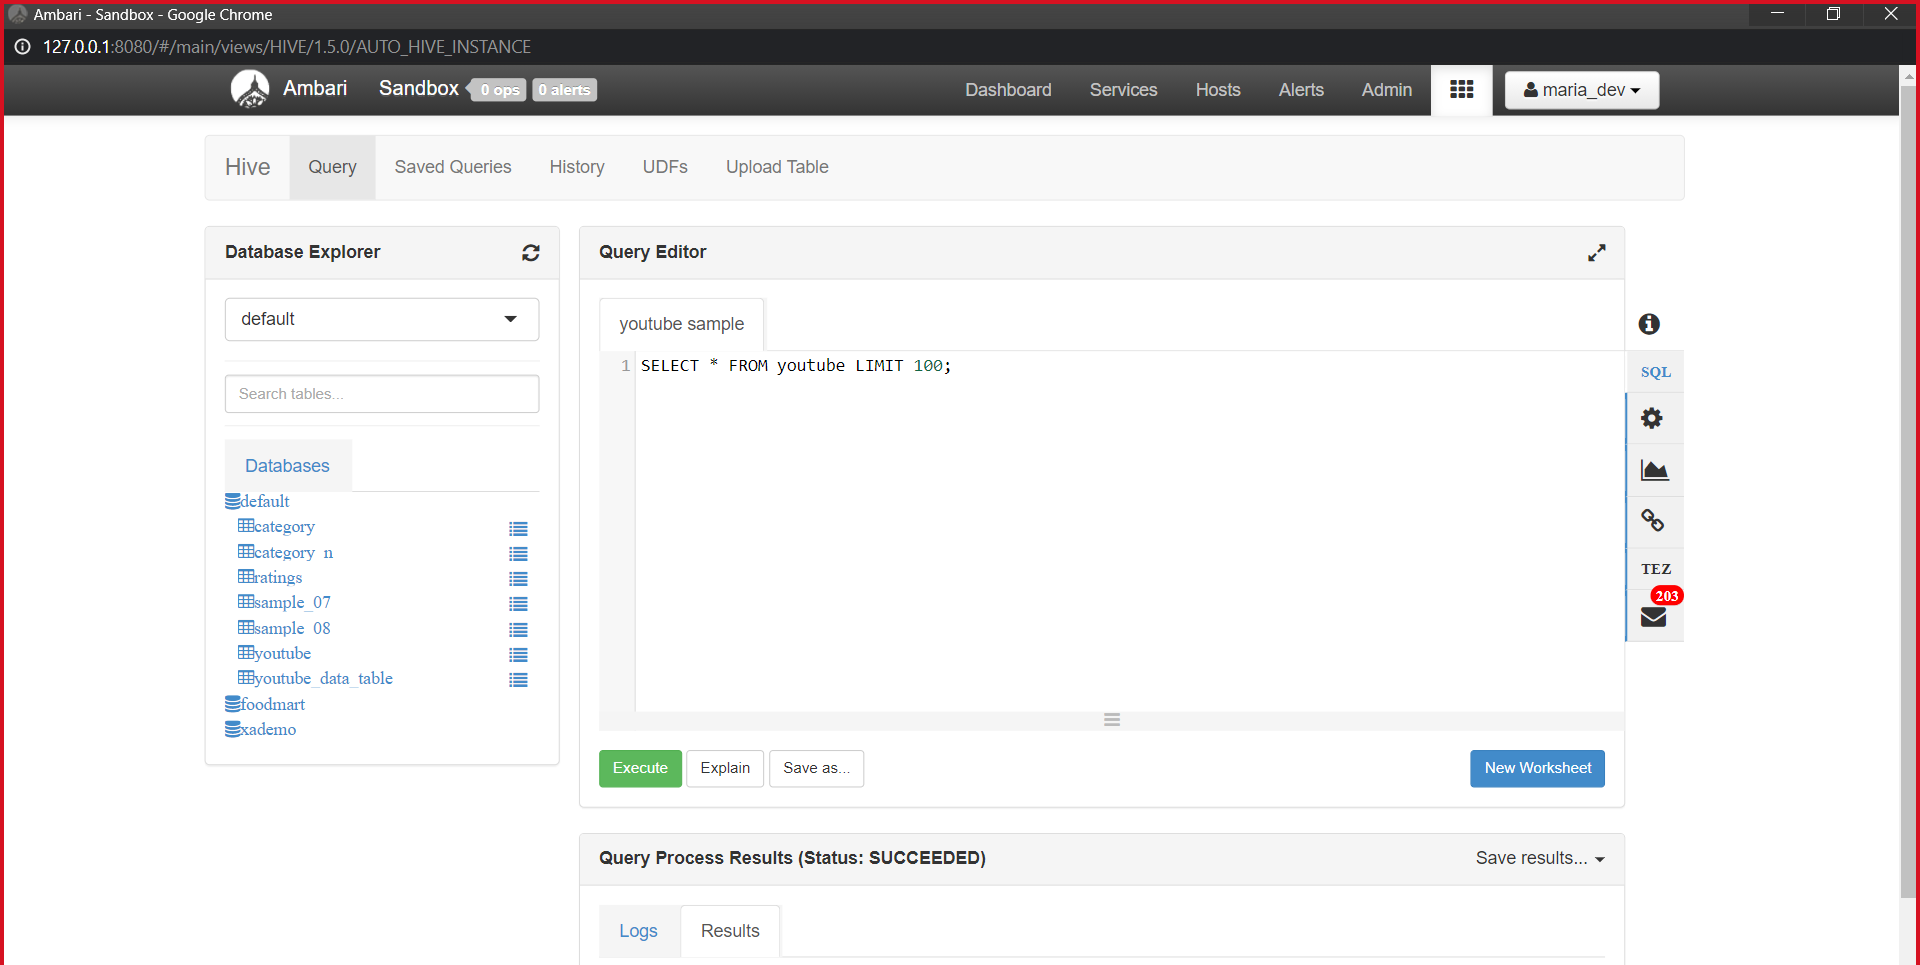 Ambari - Sandbox - Google Chrome
127.0.0.1:8080/#/main/views/HIVE/1.5.0/AUTO_HIVE_INSTANCE
Ambari Sandbox 0 ops 0 alerts Dashboard Services Hosts Alerts Admin maria_dev
Hive Query Saved Queries History UDFs Upload Table
Database Explorer
default
Search tables...
Databases
default
category
category_n
ratings
sample_07
sample_08
youtube
youtube_data_table
foodmart
xademo
Query Editor
youtube sample
1 SELECT * FROM youtube LIMIT 100;
SQL
TEZ
203
Execute Explain Save as... New Worksheet
Query Process Results (Status: SUCCEEDED) Save results...
Logs Results